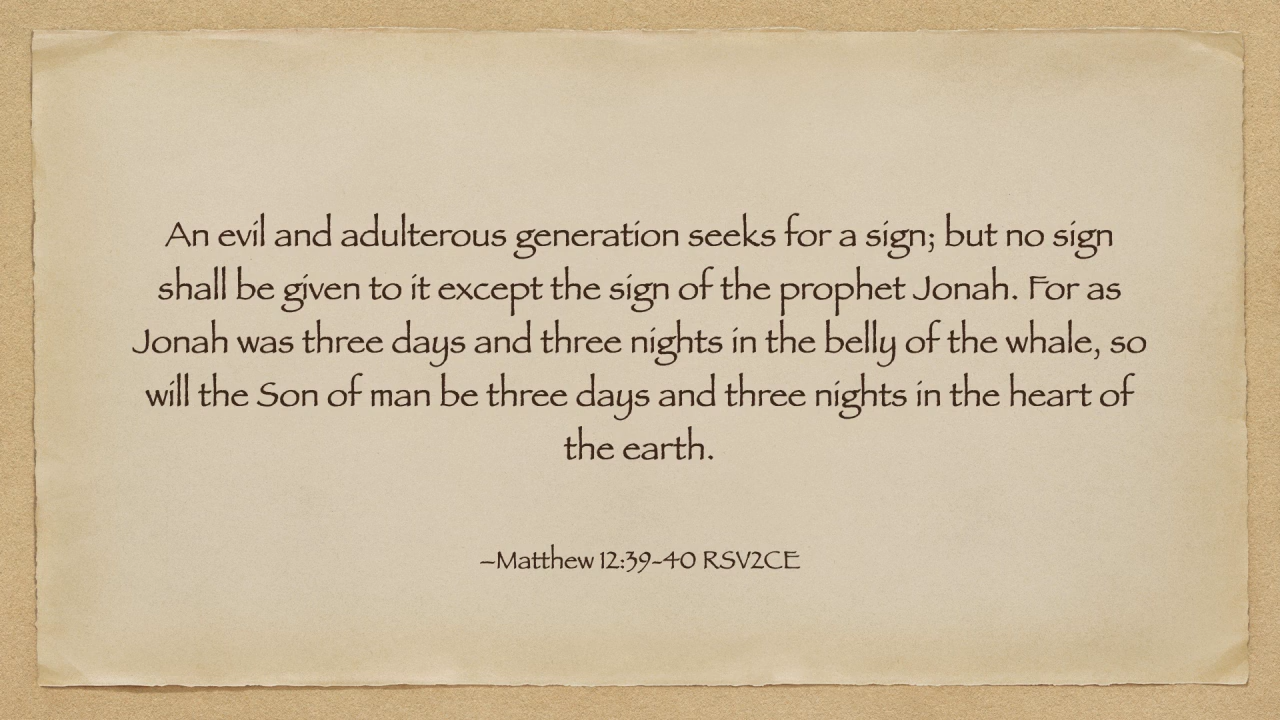 An evil and adulterous generation seeks for a sign; but no sign
shall be given to it except the sign of the prophet Jonah. For as
Jonah was three days and three nights in the belly of the whale, so
will the Son of man be three days and three nights in the heart of
the earth.
–Matthew 12:39-40 RSV2CE